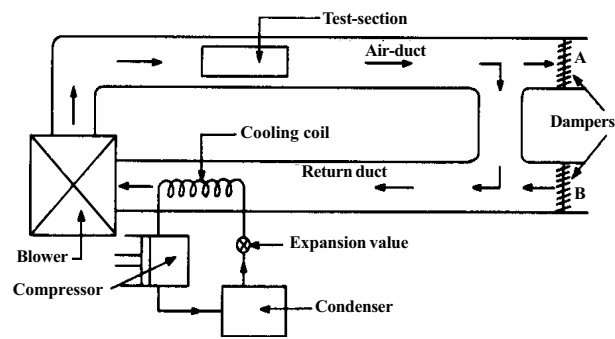 Test-section
Air-duct
A
Dampers
Cooling coil
Return duct
B
Blower
Expansion value
Compressor
Condenser